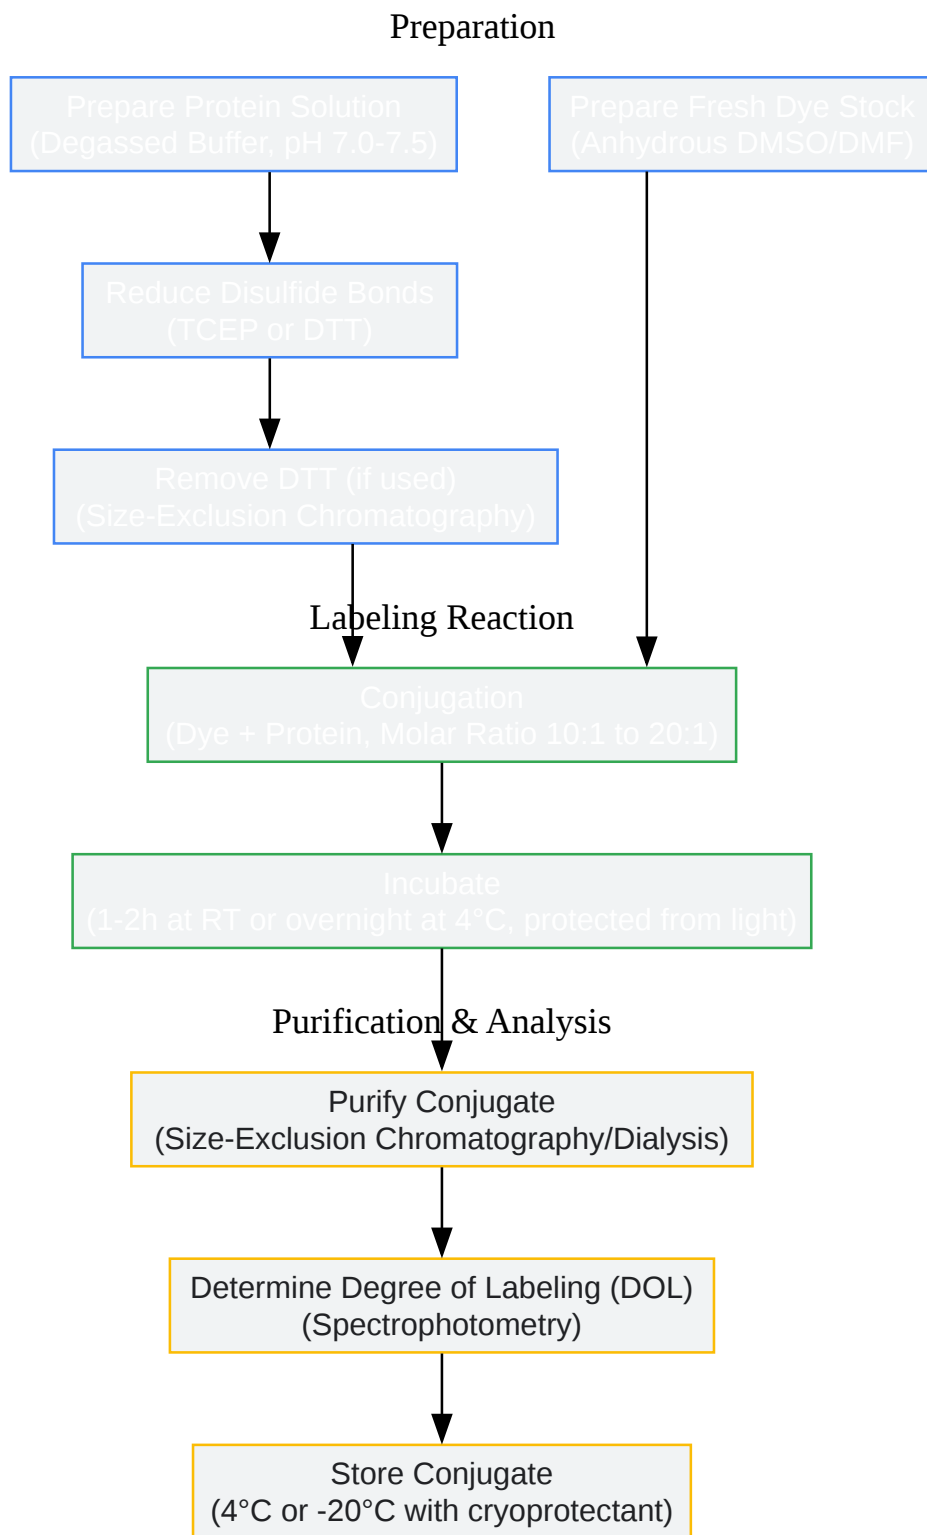 Preparation
Prepare Protein Solution
(Degassed Buffer, pH 7.0-7.5)
Prepare Fresh Dye Stock
(Anhydrous DMSO/DMF)
Reduce Disulfide Bonds
(TCEP or DTT)
Remove DTT (if used)
(Size-Exclusion Chromatography)
Labeling Reaction
Conjugation
(Dye + Protein, Molar Ratio 10:1 to 20:1)
Incubate
(1-2h at RT or overnight at 4°C, protected from light)
Purification & Analysis
Purify Conjugate
(Size-Exclusion Chromatography/Dialysis)
Determine Degree of Labeling (DOL)
(Spectrophotometry)
Store Conjugate
(4°C or -20°C with cryoprotectant)